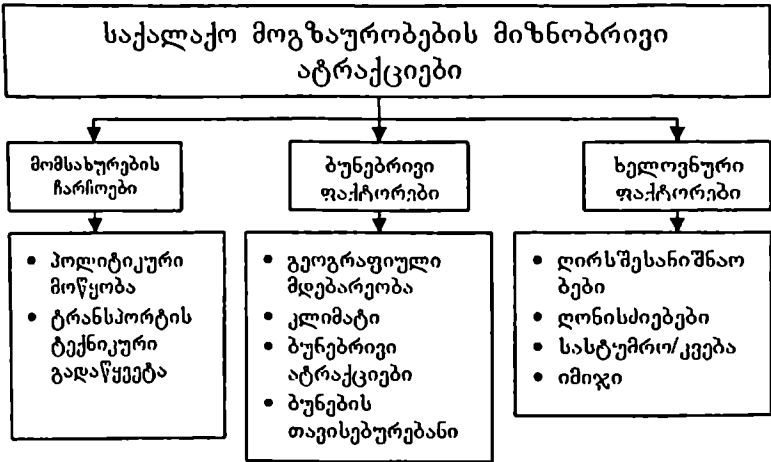 საქალაქო მოგზაურობების მიზნობრივი
ატრაქციები
მომსახურების
ჩარჩოები
ბუნებრივი
ფაქტორები
ხელოვნური
ფაქტორები
• პოლიტიკური
მოწყობა
• ტრანსპორტის
ტექნიკური
გადაწყეეტა
• გეოგრაფიული
მდებარეობა
• კლიმატი
• ბუნებრივი
ატრაქციები
• ბუნების
თავისებურებანი
• ღირსშესანიშნაო
ბები
• ღონისძიებები
• სასტუმრო/კვება
• იმიჯი